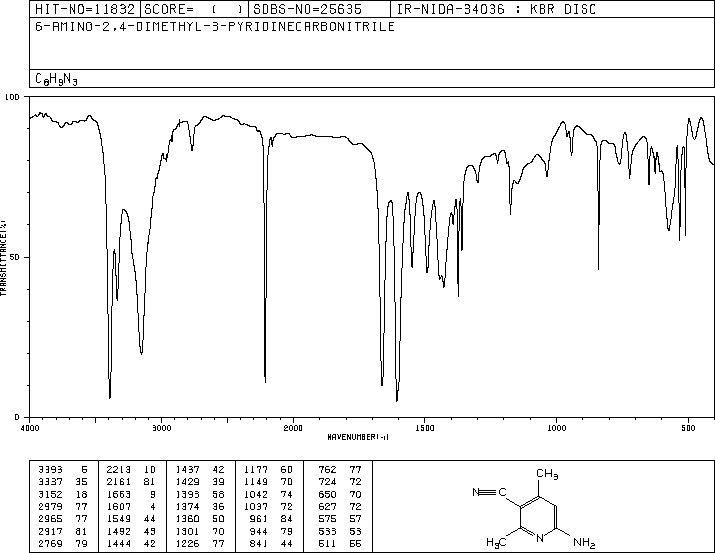 HIT-NO=11832 SCORE= ( ) SDBS-NO=25635 IR-NIDA-34036 : KBR DISC
6-AMINO-2,4-DIMETHYL-3-PYRIDINECARBONITRILE
C8H9N3
100
50
0
TRANSMITTANCE(%)
4000 3000 2000 1500 1000 500
WAVENUMBER(-1)
3393 6 2213 10 1437 42 1177 60 762 77
3337 35 2161 81 1429 39 1149 70 724 72
3152 18 1663 9 1393 58 1042 74 650 70
2979 77 1607 4 1374 36 1037 72 627 72
2965 77 1549 44 1360 50 961 84 575 57
2917 81 1492 43 1301 70 944 79 533 53
2769 79 1444 42 1226 77 841 44 511 55
CH3
N C
H3C N NH2